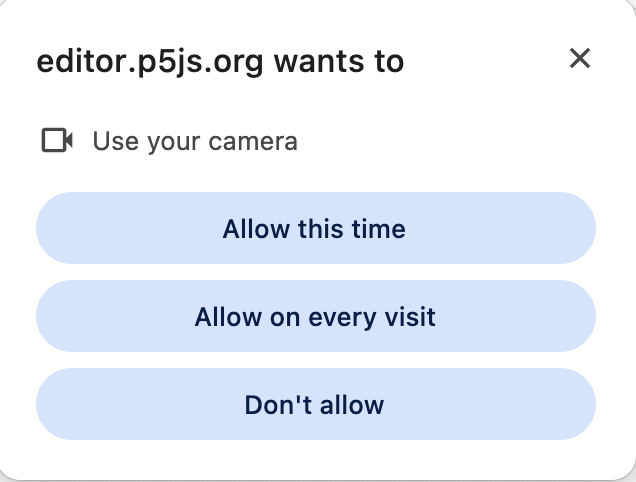 editor.p5js.org wants to
Use your camera
Allow this time
Allow on every visit
Don't allow